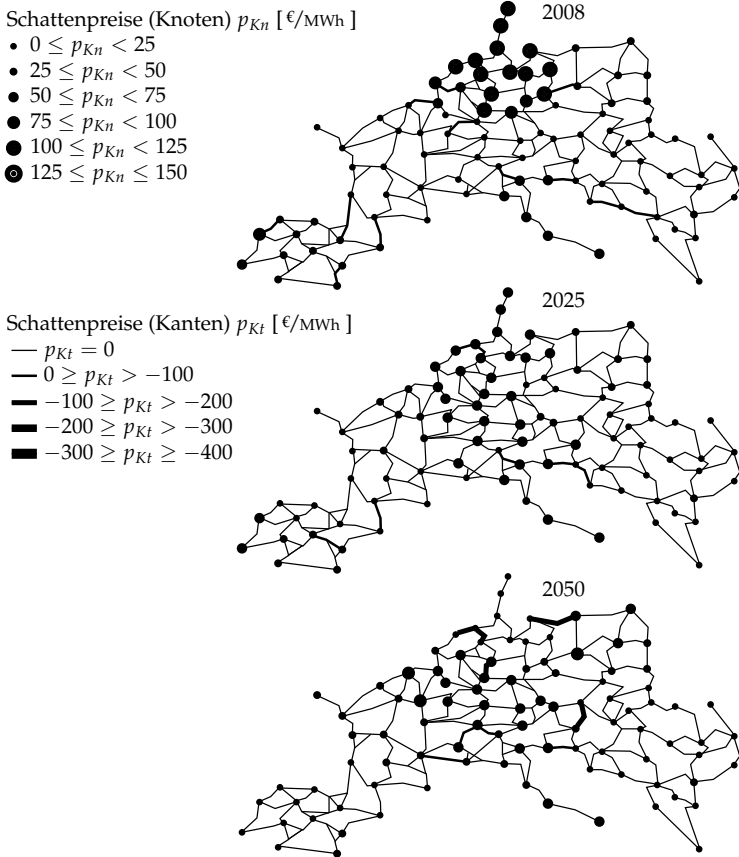 Schattenpreise (Knoten) p_{Kn} [ €/MWh ]
0 ≤ p_{Kn} < 25
25 ≤ p_{Kn} < 50
50 ≤ p_{Kn} < 75
75 ≤ p_{Kn} < 100
100 ≤ p_{Kn} < 125
125 ≤ p_{Kn} ≤ 150
2008
Schattenpreise (Kanten) p_{Kt} [ €/MWh ]
p_{Kt} = 0
0 ≥ p_{Kt} > −100
−100 ≥ p_{Kt} > −200
−200 ≥ p_{Kt} > −300
−300 ≥ p_{Kt} ≥ −400
2025
2050